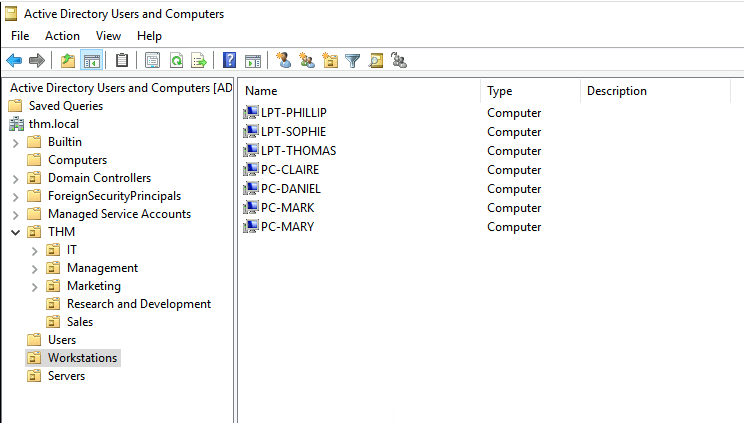 Active Directory Users and Computers
File Action View Help
Active Directory Users and Computers [AD
Saved Queries
thm.local
Builtin
Computers
Domain Controllers
ForeignSecurityPrincipals
Managed Service Accounts
THM
IT
Management
Marketing
Research and Development
Sales
Users
Workstations
Servers
Name Type Description
LPT-PHILLIP Computer
LPT-SOPHIE Computer
LPT-THOMAS Computer
PC-CLAIRE Computer
PC-DANIEL Computer
PC-MARK Computer
PC-MARY Computer